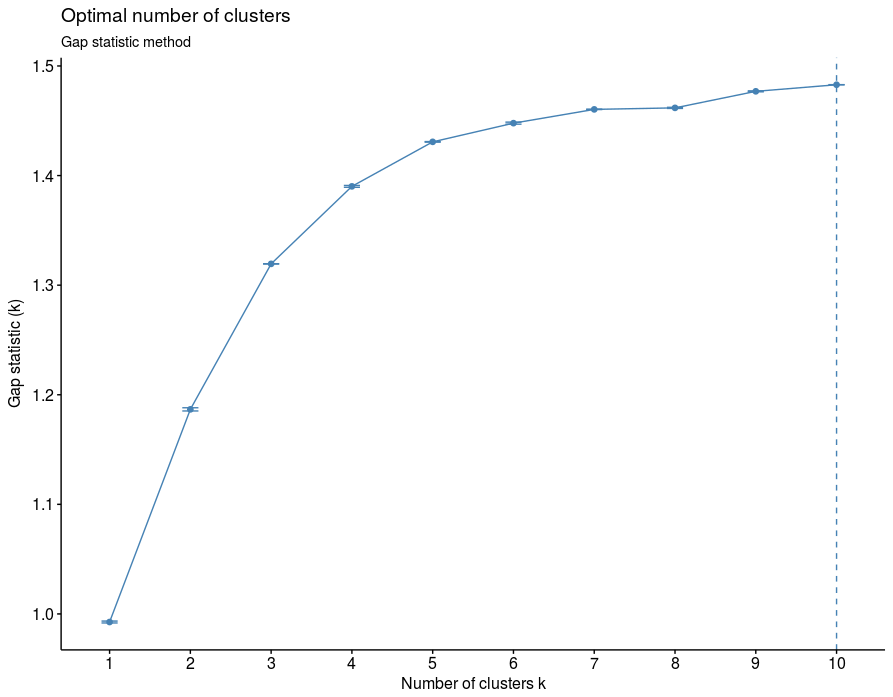 Optimal number of clusters
Gap statistic method
1.5
1.4
1.3
1.2
1.1
1.0
Gap statistic (k)
1 2 3 4 5 6 7 8 9 10
Number of clusters k